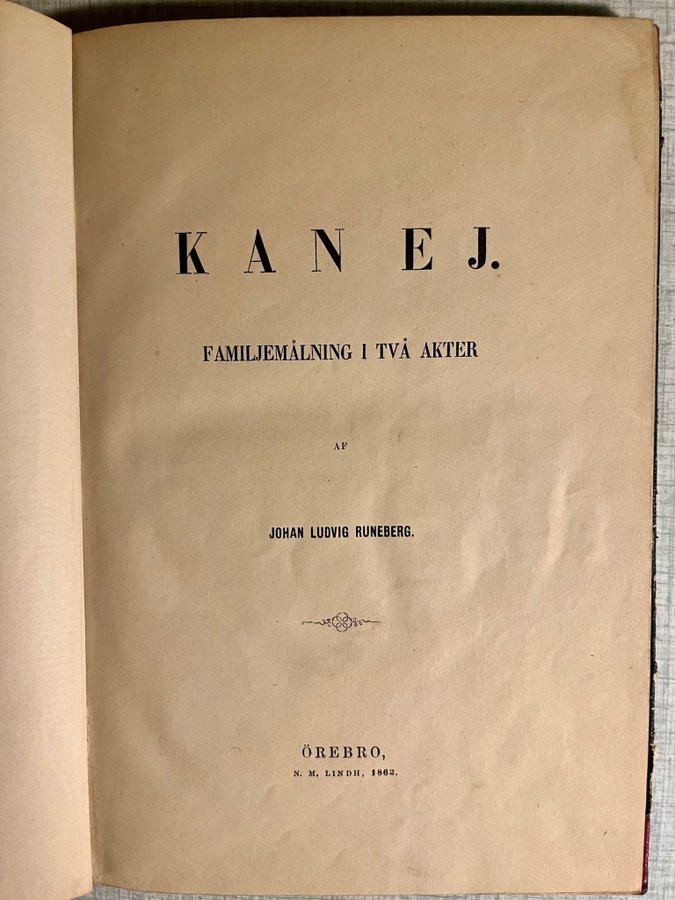 KAN EJ.
FAMILJEMÅLNING I TVÅ AKTER
AF
JOHAN LUDVIG RUNEBERG.
ÖREBRO,
N. M. LINDH, 1862.